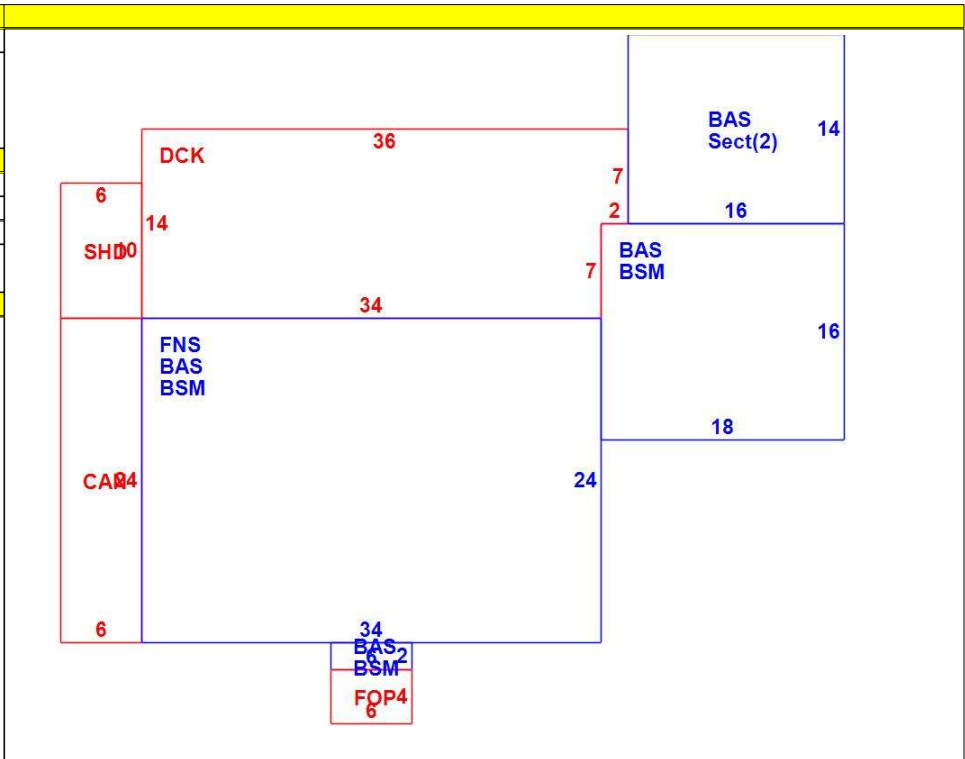 BAS
Sect(2)
14
36
DCK
7
6
2
16
14
SHD
10
BAS
BSM
7
34
16
FNS
BAS
BSM
18
CAN
24
24
6
34
BAS
6
2
BSM
FOP
4
6